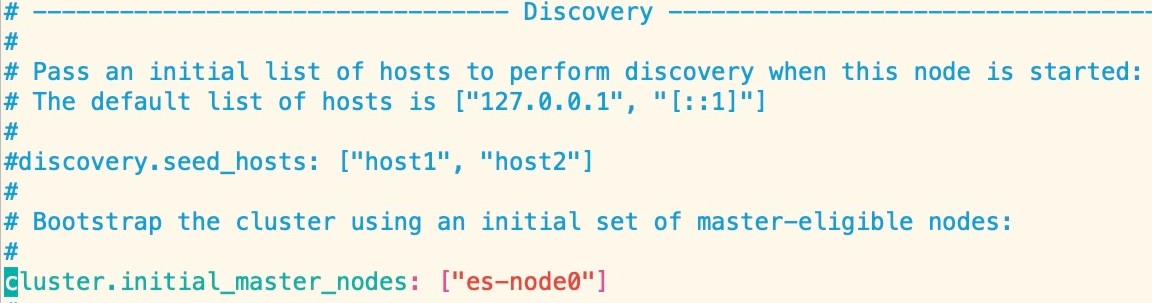 # --------------------------------- Discovery ----------------------------------
#
# Pass an initial list of hosts to perform discovery when this node is started:
# The default list of hosts is ["127.0.0.1", "[::1]"]
#
#discovery.seed_hosts: ["host1", "host2"]
#
# Bootstrap the cluster using an initial set of master-eligible nodes:
#
cluster.initial_master_nodes: ["es-node0"]